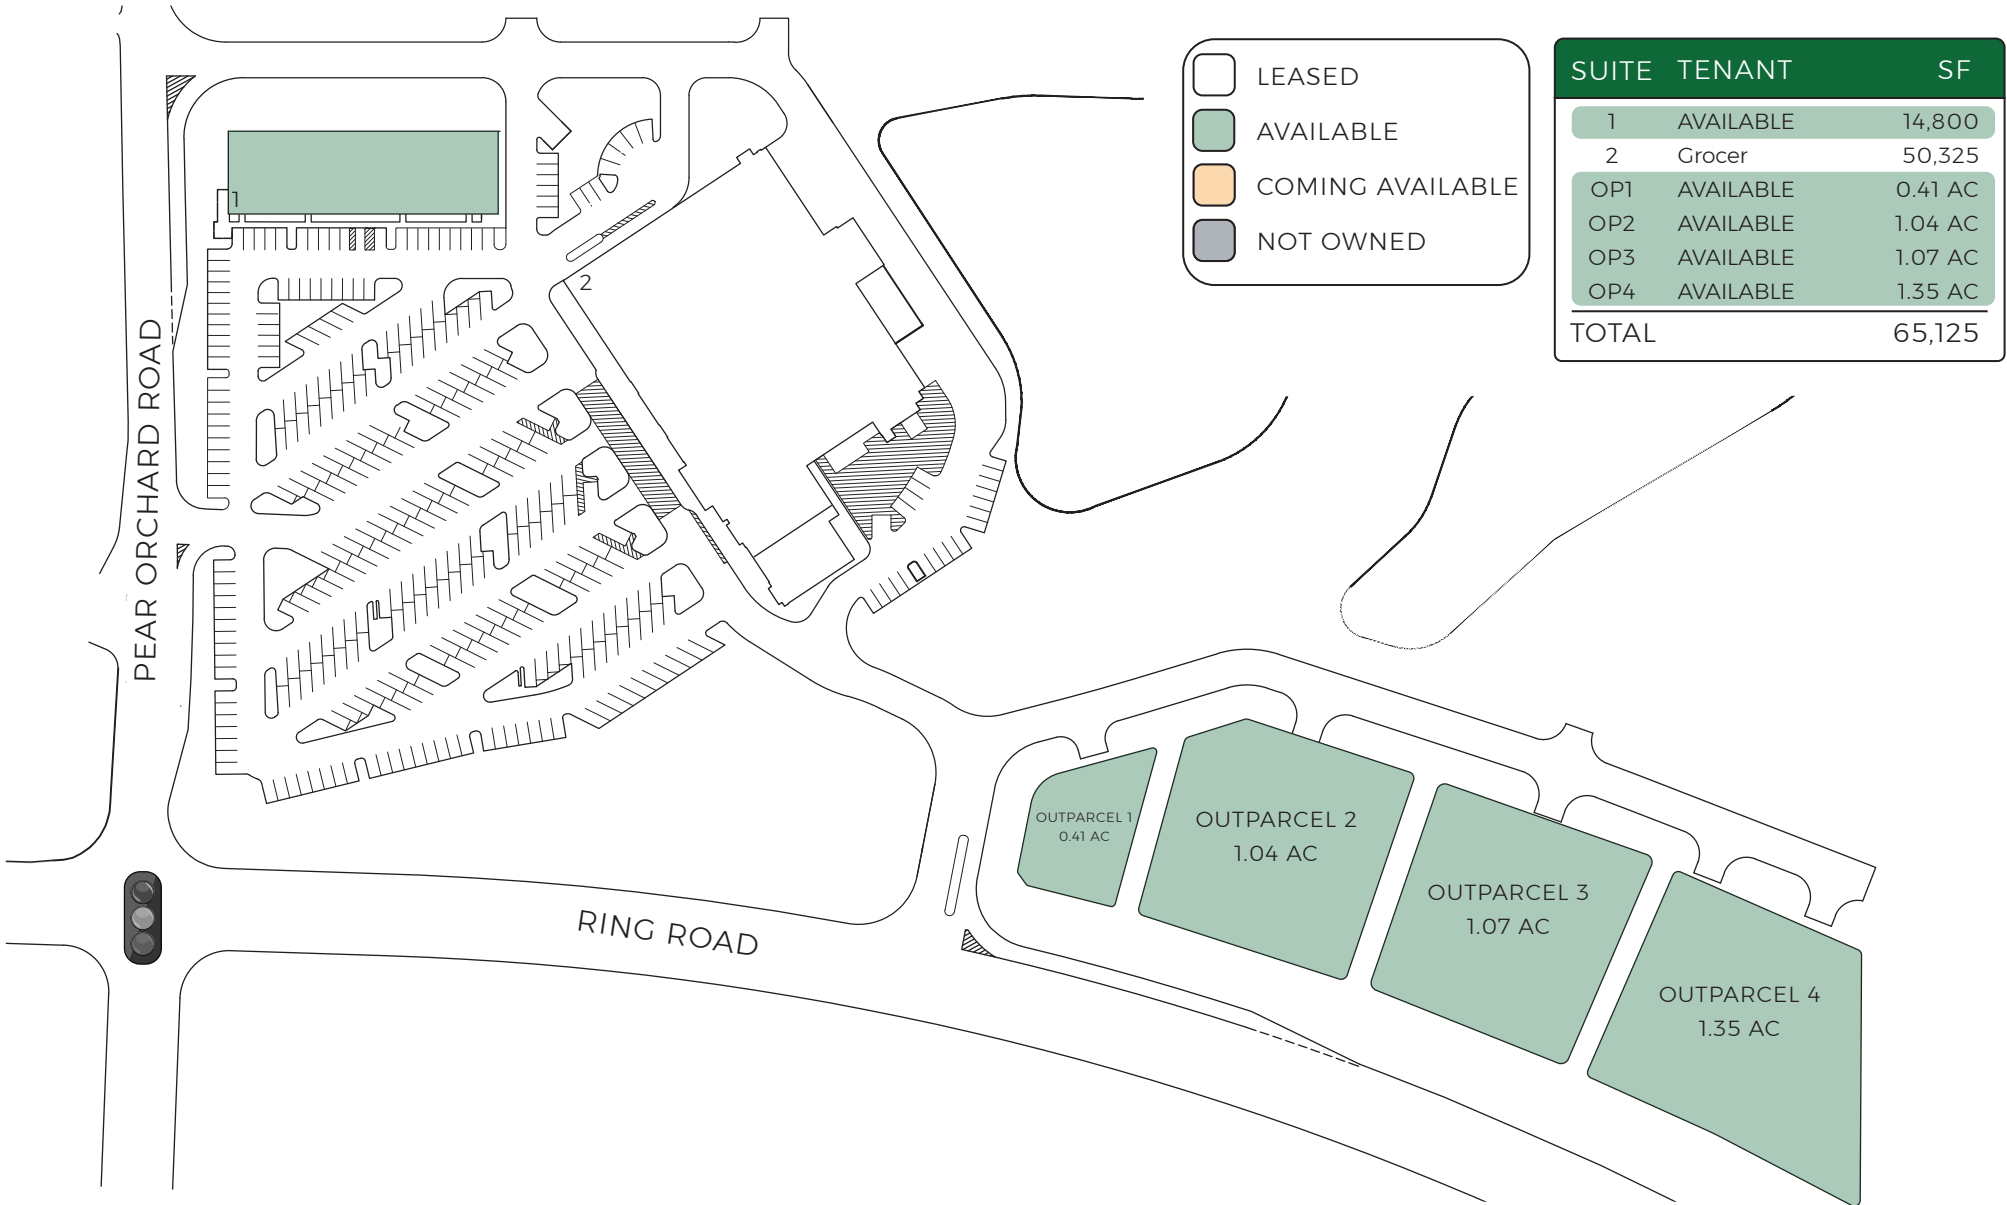 LEASED
AVAILABLE
COMING AVAILABLE
NOT OWNED
SUITE TENANT SF
1 AVAILABLE 14,800
2 Grocer 50,325
OP1 AVAILABLE 0.41 AC
OP2 AVAILABLE 1.04 AC
OP3 AVAILABLE 1.07 AC
OP4 AVAILABLE 1.35 AC
TOTAL 65,125
1
2
PEAR ORCHARD ROAD
RING ROAD
OUTPARCEL 1
0.41 AC
OUTPARCEL 2
1.04 AC
OUTPARCEL 3
1.07 AC
OUTPARCEL 4
1.35 AC